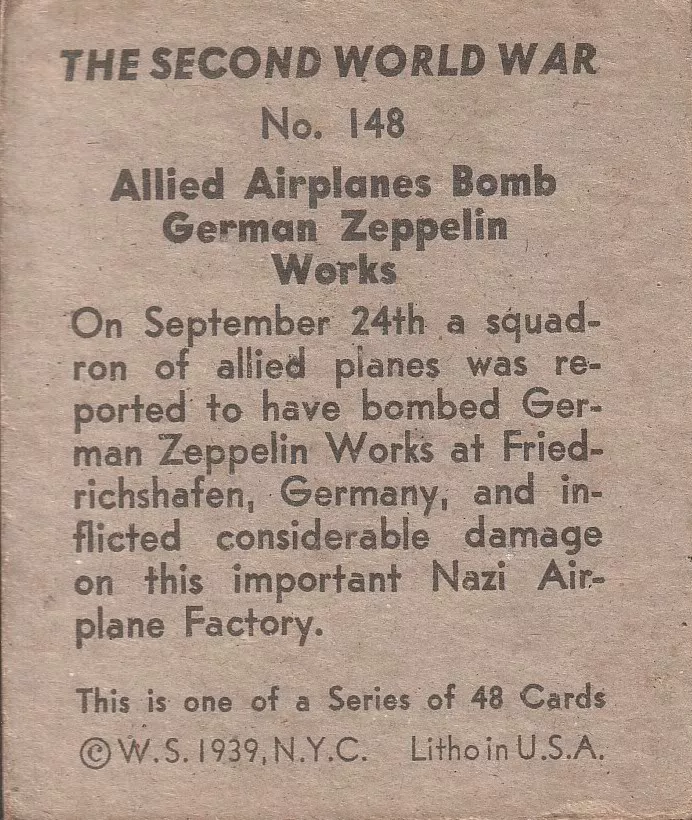 THE SECOND WORLD WAR
No. 148
Allied Airplanes Bomb
German Zeppelin
Works
On September 24th a squad-
ron of allied planes was re-
ported to have bombed Ger-
man Zeppelin Works at Fried-
richshafen, Germany, and in-
flicted considerable damage
on this important Nazi Air-
plane Factory.
This is one of a Series of 48 Cards
© W. S. 1939, N.Y.C. Litho in U.S.A.